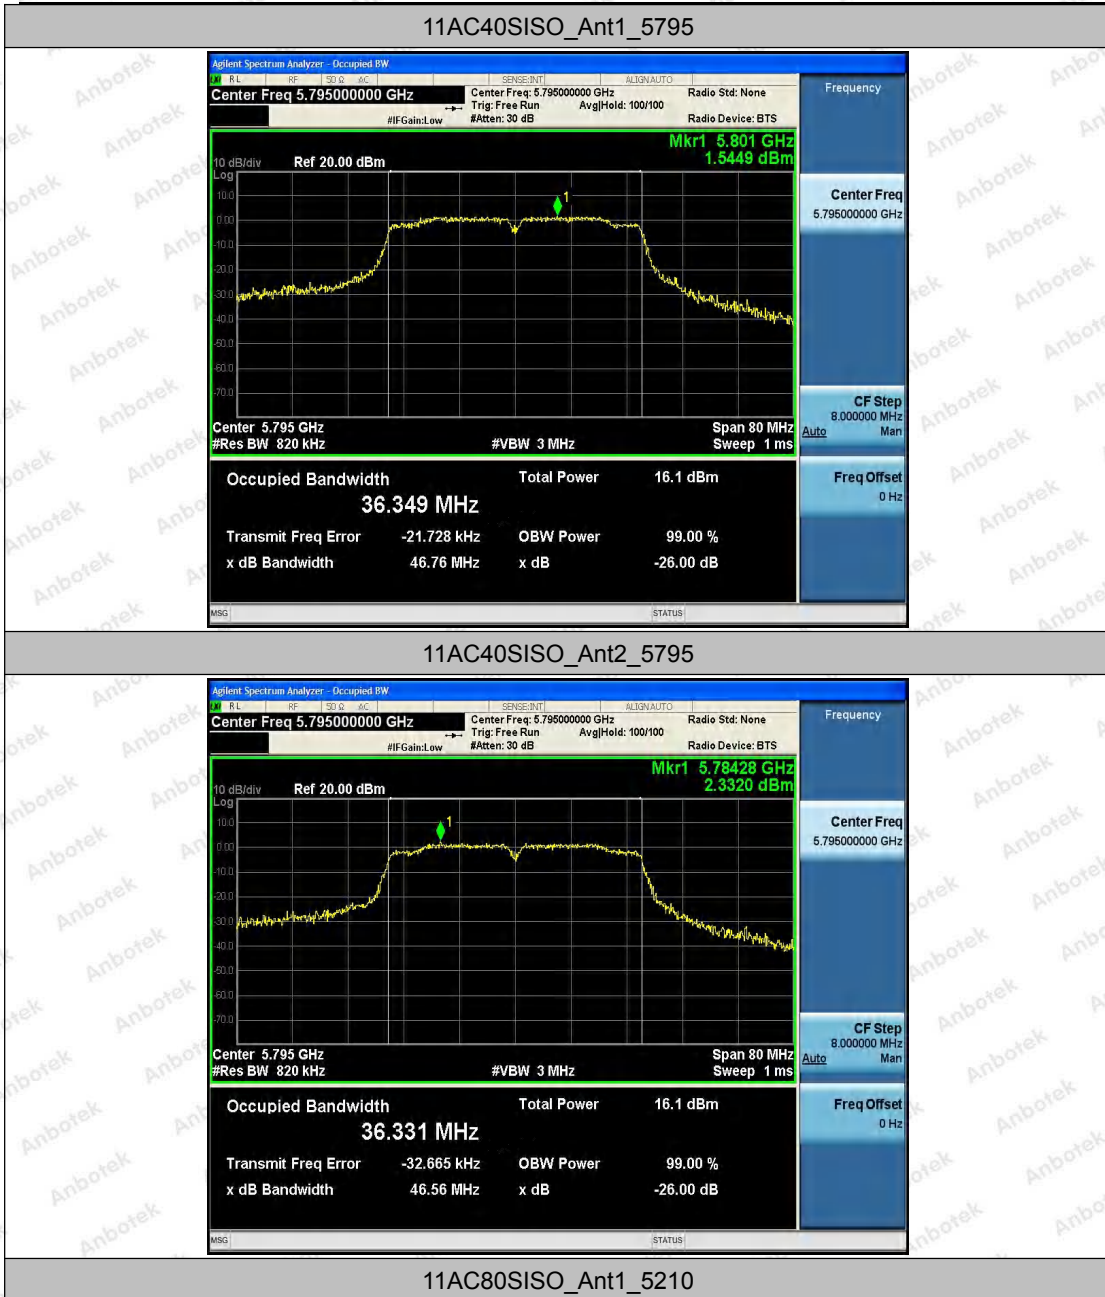 11AC40SISO_Ant1_5795
Agilent Spectrum Analyzer - Occupied BW
RL RF 50 Ω AC SENSE:INT ALIGNAUTO
Center Freq 5.795000000 GHz
Center Freq: 5.795000000 GHz Radio Std: None
Trig: Free Run Avg|Hold: 100/100
#IFGain:Low #Atten: 30 dB Radio Device: BTS
Mkr1 5.801 GHz
1.5449 dBm
10 dB/div Ref 20.00 dBm
Log
10.0
0.00
-10.0
-20.0
-30.0
-40.0
-50.0
-60.0
-70.0
1
Center 5.795 GHz Span 80 MHz
#Res BW 820 kHz #VBW 3 MHz Sweep 1 ms
Occupied Bandwidth Total Power 16.1 dBm
36.349 MHz
Transmit Freq Error -21.728 kHz OBW Power 99.00 %
x dB Bandwidth 46.76 MHz x dB -26.00 dB
MSG STATUS
Frequency
Center Freq
5.795000000 GHz
CF Step
8.000000 MHz
Auto Man
Freq Offset
0 Hz
11AC40SISO_Ant2_5795
Agilent Spectrum Analyzer - Occupied BW
RL RF 50 Ω AC SENSE:INT ALIGNAUTO
Center Freq 5.795000000 GHz
Center Freq: 5.795000000 GHz Radio Std: None
Trig: Free Run Avg|Hold: 100/100
#IFGain:Low #Atten: 30 dB Radio Device: BTS
Mkr1 5.78428 GHz
2.3320 dBm
10 dB/div Ref 20.00 dBm
Log
10.0
0.00
-10.0
-20.0
-30.0
-40.0
-50.0
-60.0
-70.0
1
Center 5.795 GHz Span 80 MHz
#Res BW 820 kHz #VBW 3 MHz Sweep 1 ms
Occupied Bandwidth Total Power 16.1 dBm
36.331 MHz
Transmit Freq Error -32.665 kHz OBW Power 99.00 %
x dB Bandwidth 46.56 MHz x dB -26.00 dB
MSG STATUS
Frequency
Center Freq
5.795000000 GHz
CF Step
8.000000 MHz
Auto Man
Freq Offset
0 Hz
11AC80SISO_Ant1_5210
Anbotek